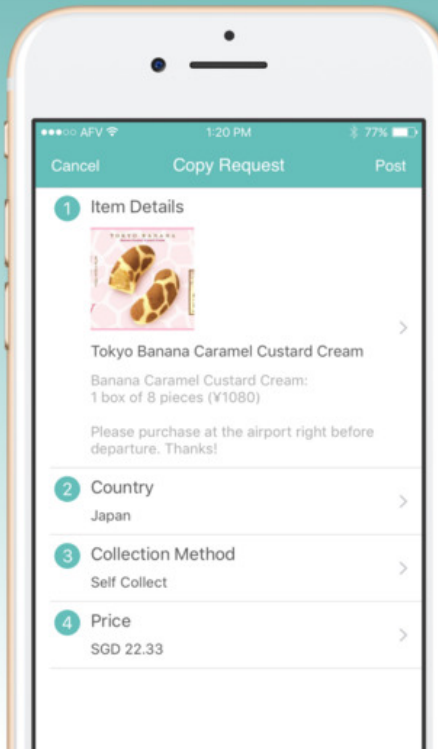 ●●●○○ AFV 1:20 PM 77%
Cancel Copy Request Post
1 Item Details
TOKYO BANANA
Tokyo Banana Caramel Custard Cream
Banana Caramel Custard Cream:
1 box of 8 pieces (¥1080)
Please purchase at the airport right before
departure. Thanks!
2 Country
Japan
3 Collection Method
Self Collect
4 Price
SGD 22.33